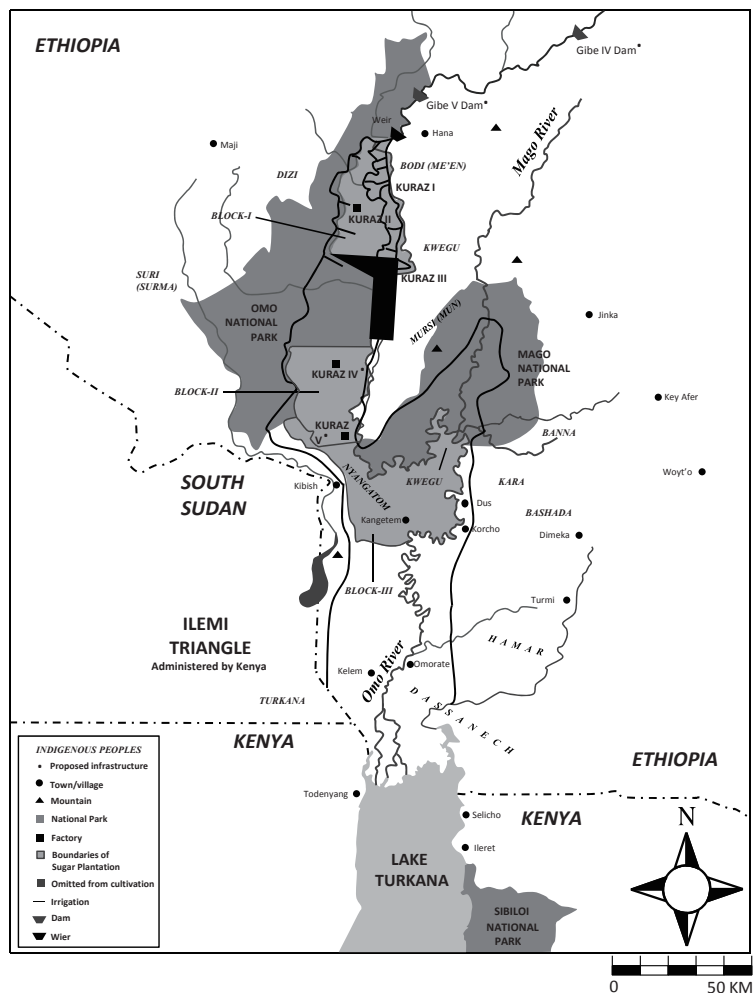 ETHIOPIA
Gibe IV Dam
Gibe V Dam
Weir
Hana
Mago River
Maji
DIZI
BODI (ME'EN)
KURAZ I
BLOCK-I
KURAZ II
KWEGU
SURI
(SURMA)
KURAZ III
OMO
NATIONAL
PARK
MURSI (MUN)
Jinka
MAGO
NATIONAL
PARK
KURAZ IV
BLOCK-II
Key Afer
KURAZ
V
BANNA
SOUTH
SUDAN
Kibish
NYANGATOM
KWEGU
KARA
Woyt'o
Dus
BASHADA
Kangetem
Korcho
Dimeka
BLOCK-III
Turmi
ILEMI
TRIANGLE
Administered by Kenya
HAMAR
Omo River
Kelem
Omorate
TURKANA
DASSANECH
KENYA
ETHIOPIA
INDIGENOUS PEOPLES
Proposed infrastructure
Town/village
Mountain
National Park
Factory
Boundaries of
Sugar Plantation
Omitted from cultivation
Irrigation
Dam
Wier
Todenyang
Selicho
KENYA
Ileret
LAKE
TURKANA
N
SIBILOI
NATIONAL
PARK
0 50 KM